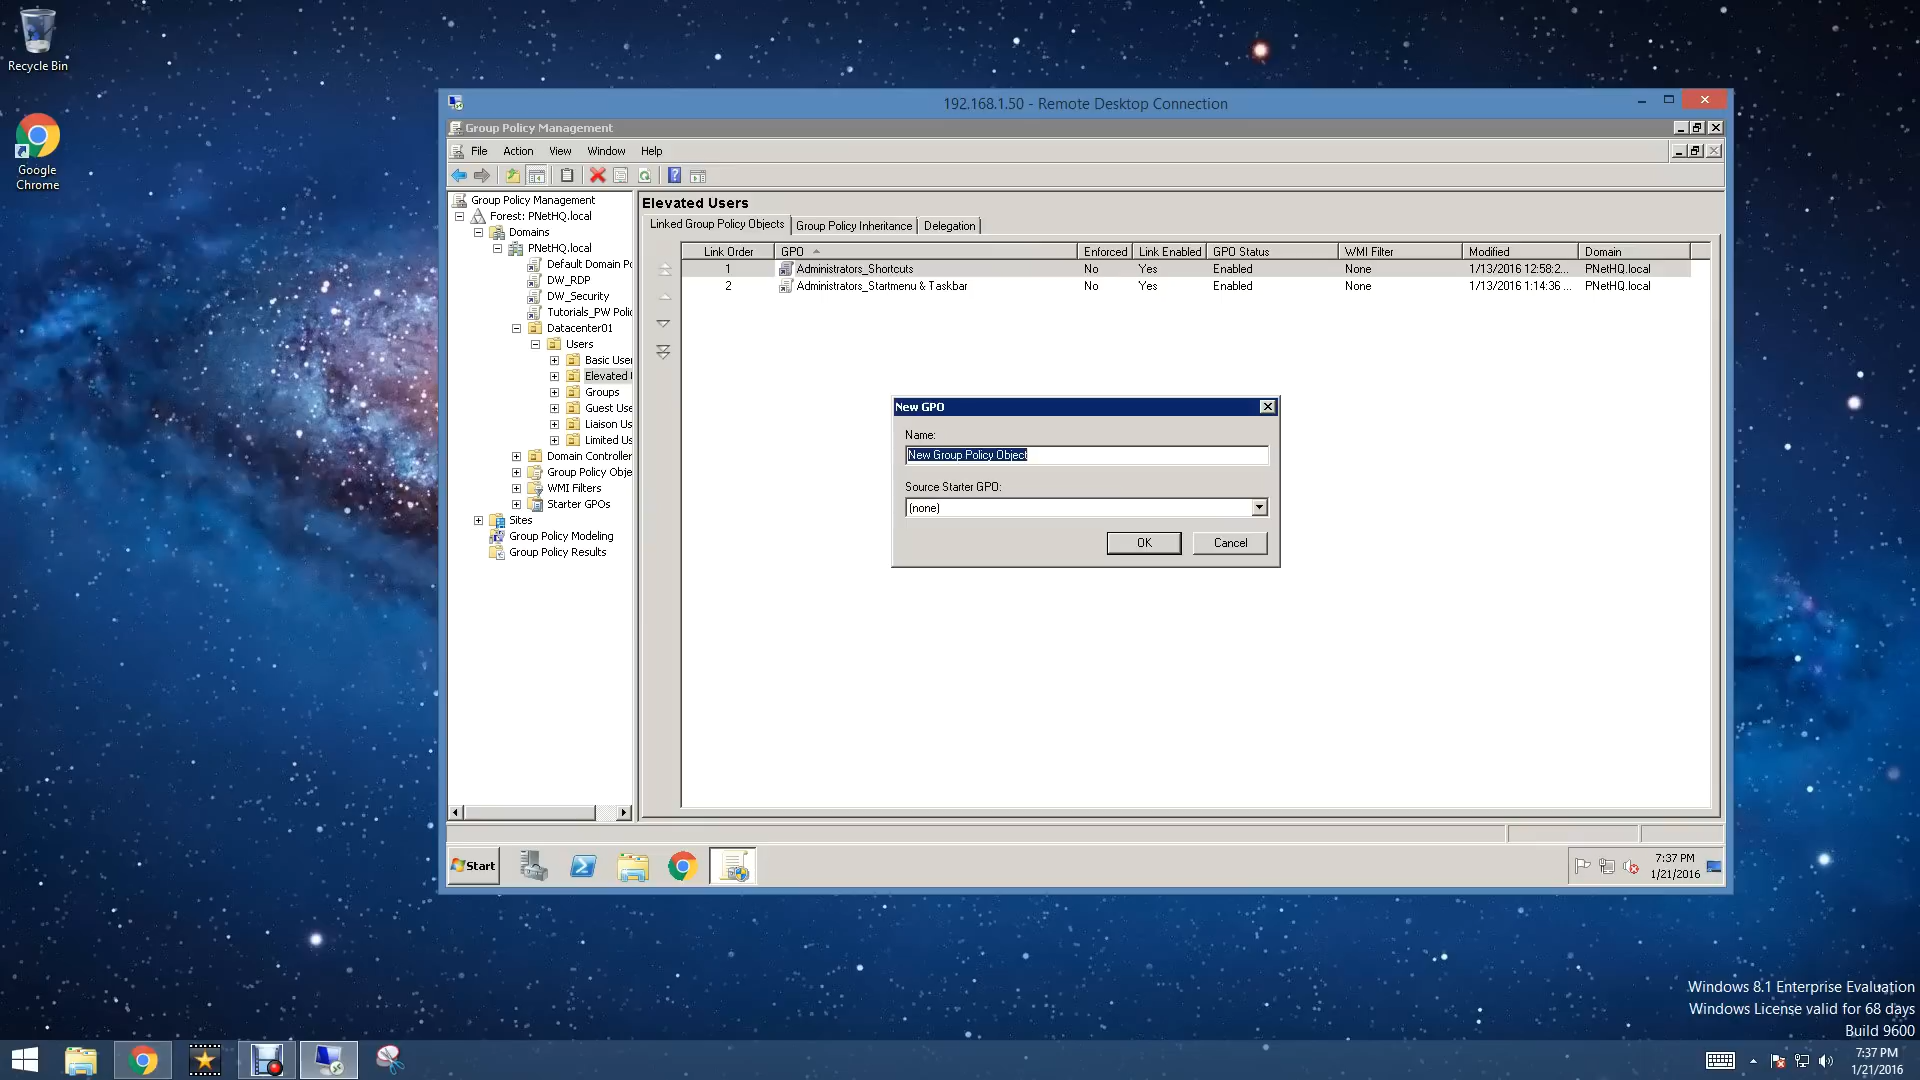 Recycle Bin
Google
Chrome
192.168.1.50 - Remote Desktop Connection
Group Policy Management
File Action View Window Help
Group Policy Management
Forest: PNetHQ.local
Domains
PNetHQ.local
Default Domain Po
DW_RDP
DW_Security
Tutorials_PW Polic
Datacenter01
Users
Basic User
Elevated U
Groups
Guest Use
Liaison Us
Limited Us
Domain Controller
Group Policy Obje
WMI Filters
Starter GPOs
Sites
Group Policy Modeling
Group Policy Results
Elevated Users
Linked Group Policy Objects Group Policy Inheritance Delegation
Link Order GPO Enforced Link Enabled GPO Status WMI Filter Modified Domain
1 Administrators_Shortcuts No Yes Enabled None 1/13/2016 12:58:2... PNetHQ.local
2 Administrators_Startmenu & Taskbar No Yes Enabled None 1/13/2016 1:14:36 ... PNetHQ.local
New GPO
Name:
New Group Policy Object
Source Starter GPO:
(none)
OK Cancel
Start
7:37 PM
1/21/2016
Windows 8.1 Enterprise Evaluation
Windows License valid for 68 days
Build 9600
7:37 PM
1/21/2016